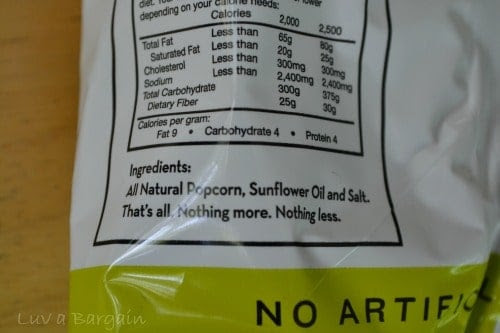 diet. Your
depending on your calorie needs:
Calories 2,000 2,500
Total Fat Less than 65g 80g
Saturated Fat Less than 20g 25g
Cholesterol Less than 300mg 300mg
Sodium Less than 2,400mg 2,400mg
Total Carbohydrate 300g 375g
Dietary Fiber 25g 30g
Calories per gram:
Fat 9 • Carbohydrate 4 • Protein 4
Ingredients:
All Natural Popcorn, Sunflower Oil and Salt.
That's all. Nothing more. Nothing less.
NO
Luv a Bargain